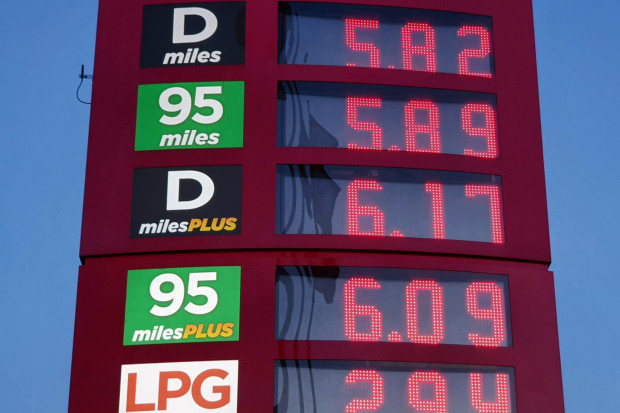 D 5.82
miles
95 5.89
miles
D 6.17
milesPLUS
95 6.09
milesPLUS
LPG 2.94